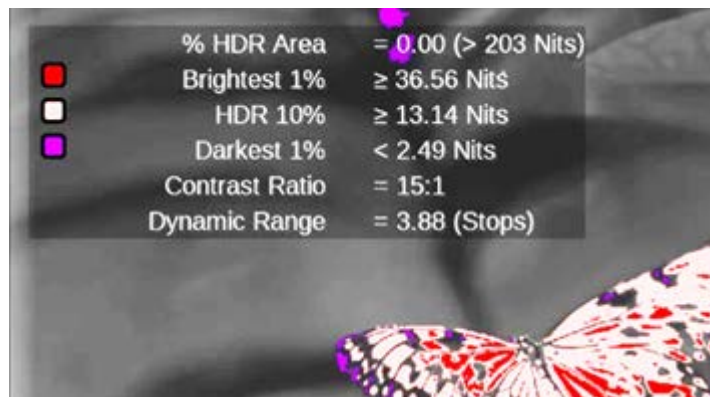 % HDR Area = 0.00 (> 203 Nits)
Brightest 1% ≥ 36.56 Nits
HDR 10% ≥ 13.14 Nits
Darkest 1% < 2.49 Nits
Contrast Ratio = 15:1
Dynamic Range = 3.88 (Stops)